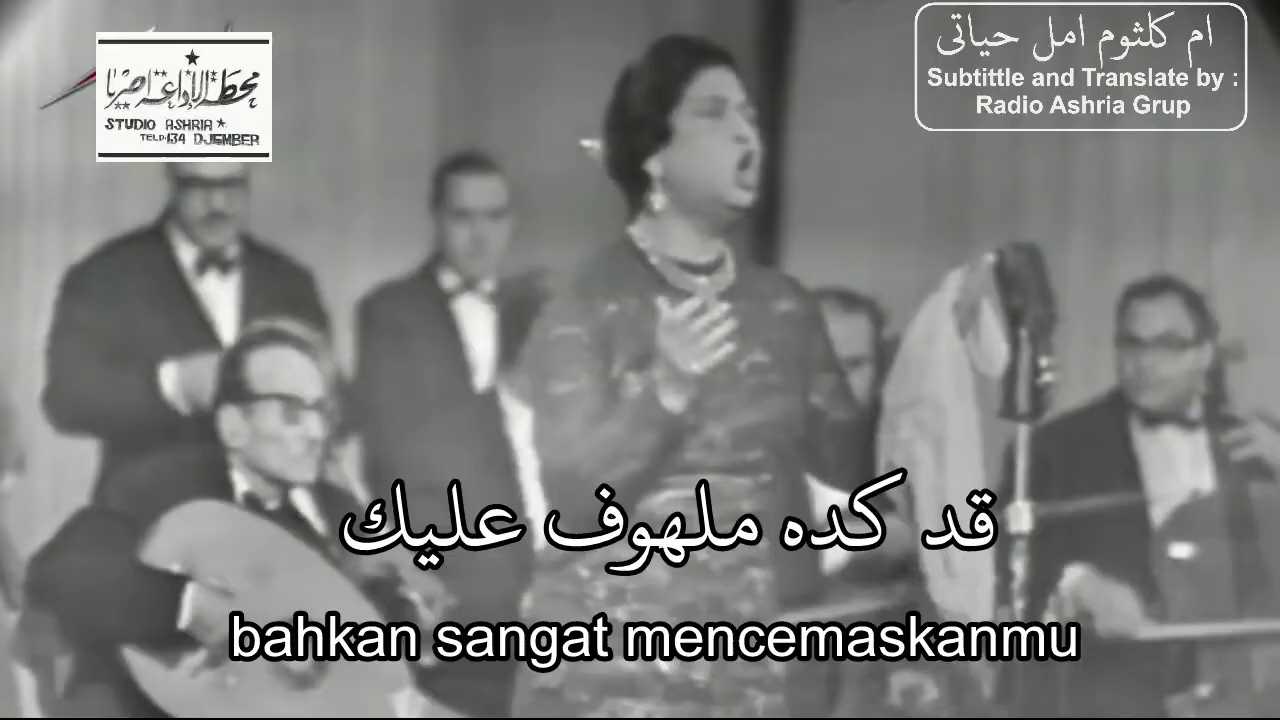 محطة الإذاعة اصريا
STUDIO ASHRIA
TELP.134 DJEMBER
ام كلثوم امل حياتى
Subtittle and Translate by :
Radio Ashria Grup
قد كده ملهوف عليك
bahkan sangat mencemaskanmu